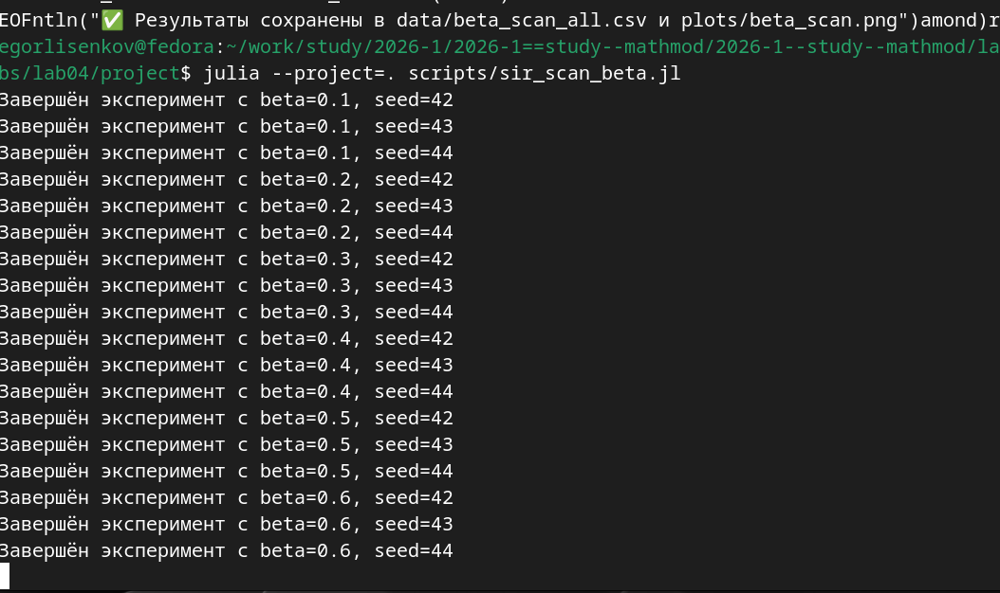 EOFntln("✅ Результаты сохранены в data/beta_scan_all.csv и plots/beta_scan.png")amond)r
egorlisenkov@fedora:~/work/study/2026-1/2026-1==study--mathmod/2026-1--study--mathmod/la
bs/lab04/project$ julia --project=. scripts/sir_scan_beta.jl
Завершён эксперимент с beta=0.1, seed=42
Завершён эксперимент с beta=0.1, seed=43
Завершён эксперимент с beta=0.1, seed=44
Завершён эксперимент с beta=0.2, seed=42
Завершён эксперимент с beta=0.2, seed=43
Завершён эксперимент с beta=0.2, seed=44
Завершён эксперимент с beta=0.3, seed=42
Завершён эксперимент с beta=0.3, seed=43
Завершён эксперимент с beta=0.3, seed=44
Завершён эксперимент с beta=0.4, seed=42
Завершён эксперимент с beta=0.4, seed=43
Завершён эксперимент с beta=0.4, seed=44
Завершён эксперимент с beta=0.5, seed=42
Завершён эксперимент с beta=0.5, seed=43
Завершён эксперимент с beta=0.5, seed=44
Завершён эксперимент с beta=0.6, seed=42
Завершён эксперимент с beta=0.6, seed=43
Завершён эксперимент с beta=0.6, seed=44